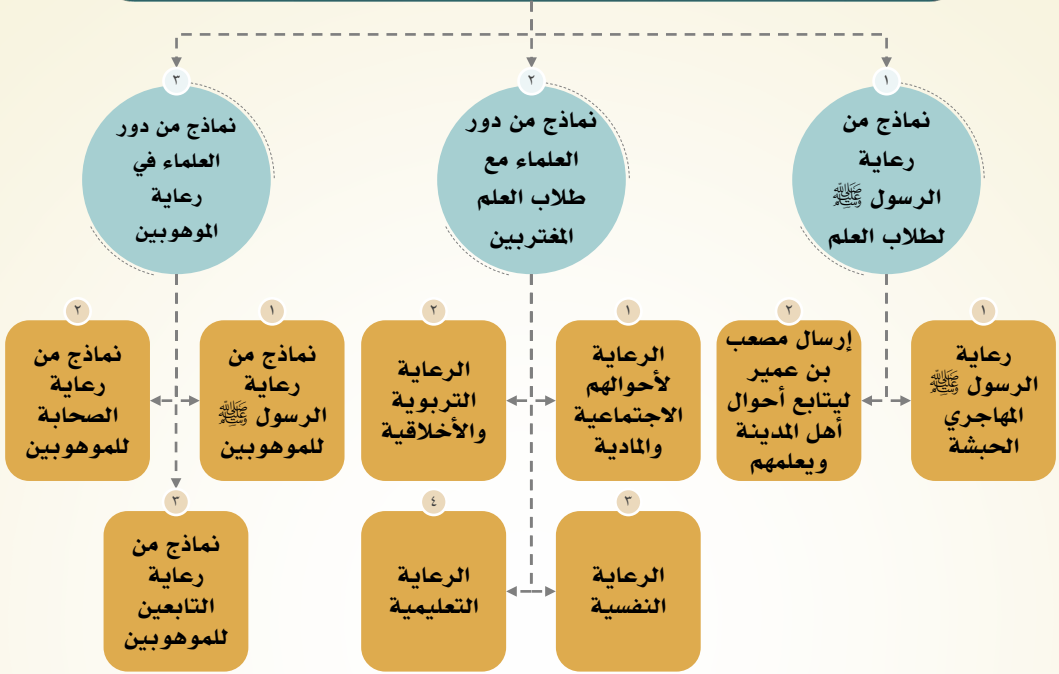 ١
نماذج من
رعاية
الرسول ﷺ
لطلاب العلم
٢
نماذج من دور
العلماء مع
طلاب العلم
المغتربين
٣
نماذج من دور
العلماء في
رعاية
الموهوبين
١
رعاية
الرسول ﷺ
المهاجري
الحبشة
٢
إرسال مصعب
بن عمير
ليتابع أحوال
أهل المدينة
ويعلمهم
١
الرعاية
لأحوالهم
الاجتماعية
والمادية
٢
الرعاية
التربوية
والأخلاقية
٣
الرعاية
النفسية
٤
الرعاية
التعليمية
١
نماذج من
رعاية
الرسول ﷺ
للموهوبين
٢
نماذج من
رعاية
الصحابة
للموهوبين
٣
نماذج من
رعاية
التابعين
للموهوبين